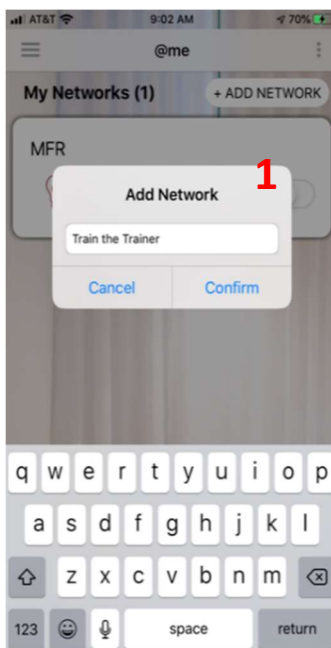 AT&T 9:02 AM 70%
@me
My Networks (1) + ADD NETWORK
MFR
1
Add Network
Train the Trainer
Cancel Confirm
q w e r t y u i o p
a s d f g h j k l
z x c v b n m
123 space return